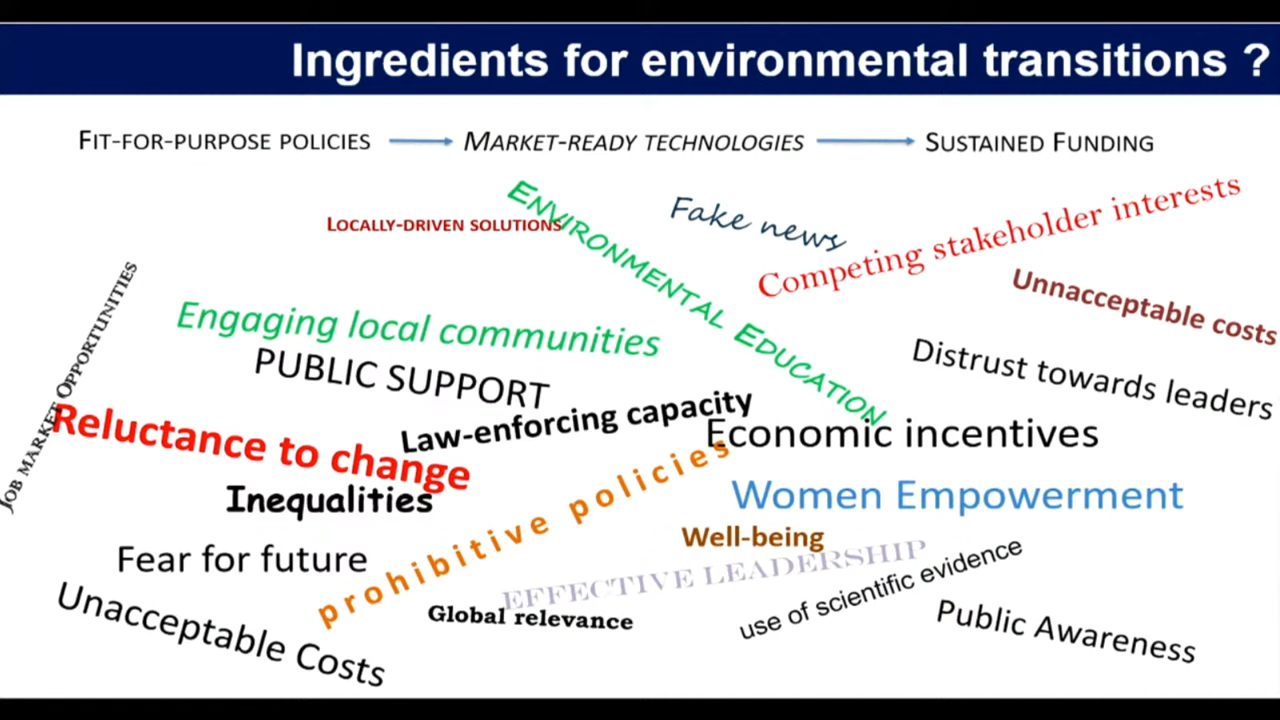 Ingredients for environmental transitions ?
FIT-FOR-PURPOSE POLICIES
MARKET-READY TECHNOLOGIES
SUSTAINED FUNDING
LOCALLY-DRIVEN SOLUTIONS
ENVIRONMENTAL EDUCATION
Fake news
Competing stakeholder interests
Unnacceptable costs
JOB MARKET OPPORTUNITIES
Engaging local communities
PUBLIC SUPPORT
Distrust towards leaders
Law-enforcing capacity
Reluctance to change
Economic incentives
Inequalities
prohibitive policies
Women Empowerment
Well-being
Fear for future
EFFECTIVE LEADERSHIP
use of scientific evidence
Global relevance
Unacceptable Costs
Public Awareness